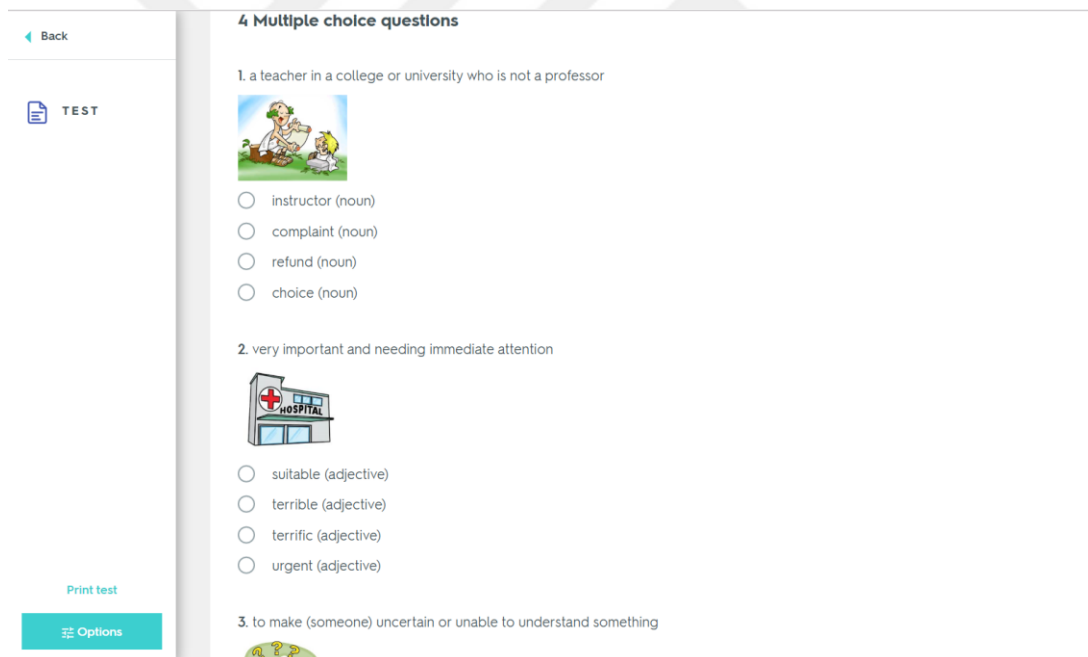 Back
TEST
Print test
Options
4 Multiple choice questions
1. a teacher in a college or university who is not a professor
instructor (noun)
complaint (noun)
refund (noun)
choice (noun)
2. very important and needing immediate attention
HOSPITAL
suitable (adjective)
terrible (adjective)
terrific (adjective)
urgent (adjective)
3. to make (someone) uncertain or unable to understand something
? ? ?